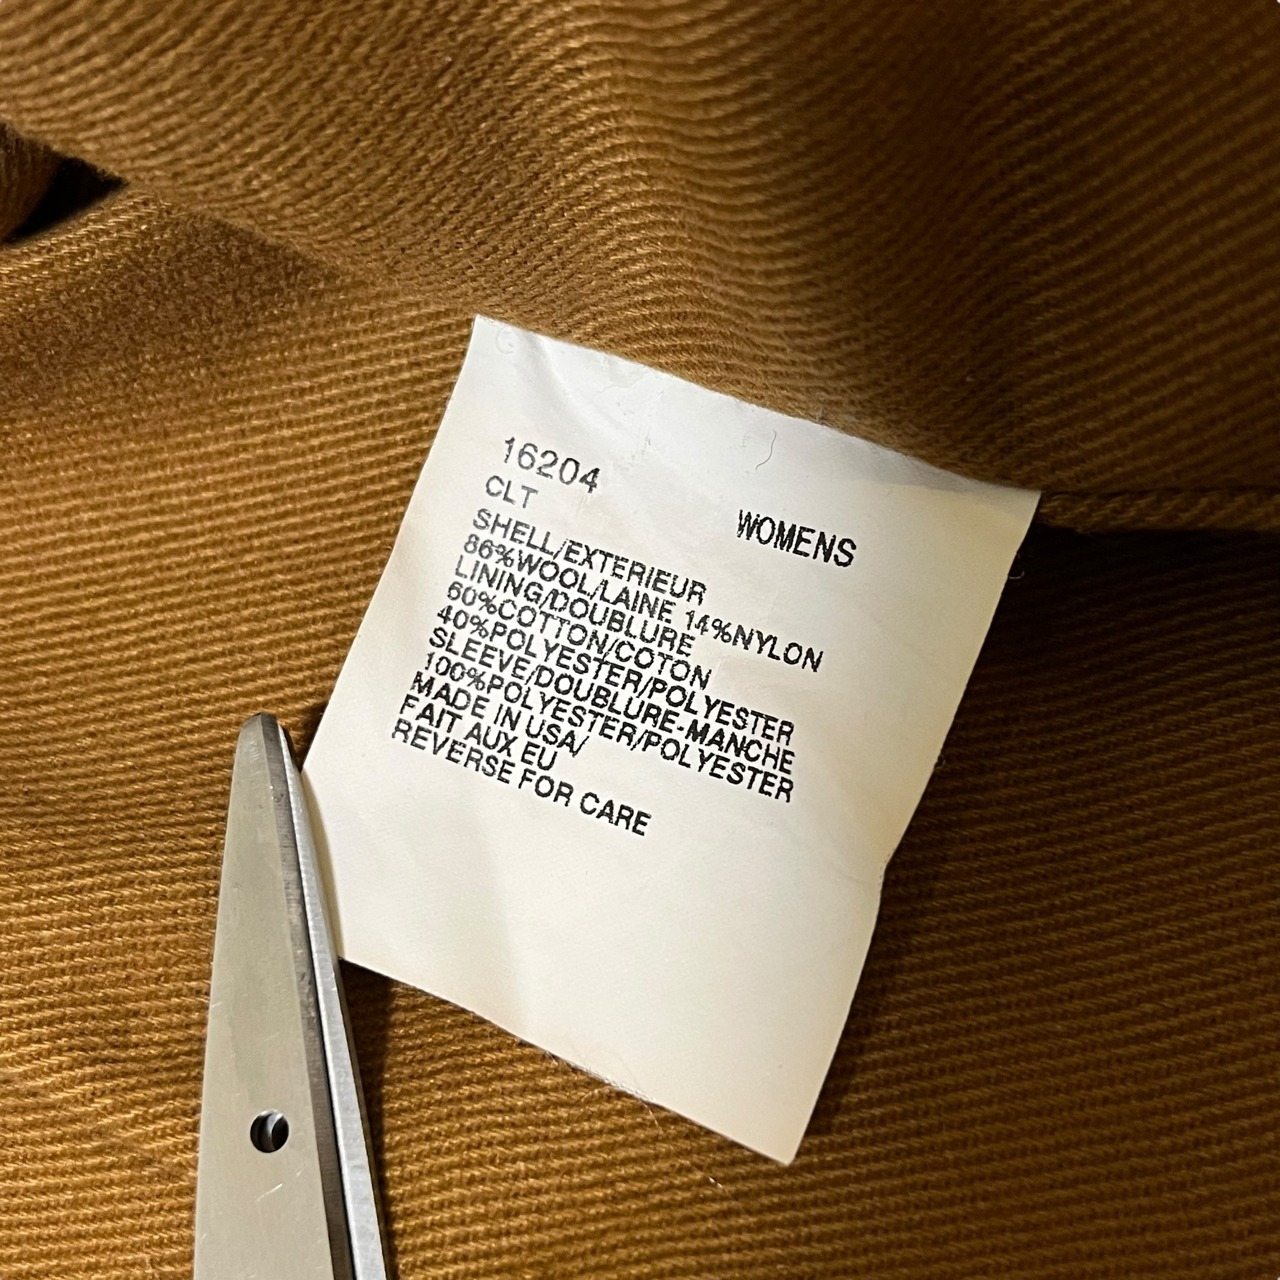 16204
CLT
WOMENS
SHELL/EXTERIEUR
86%WOOL/LAINE 14%NYLON
LINING/DOUBLURE
60%COTTON/COTON
40%POLYESTER/POLYESTER
SLEEVE/DOUBLURE-MANCHE
100%POLYESTER/POLYESTER
MADE IN USA/
FAIT AUX EU
REVERSE FOR CARE